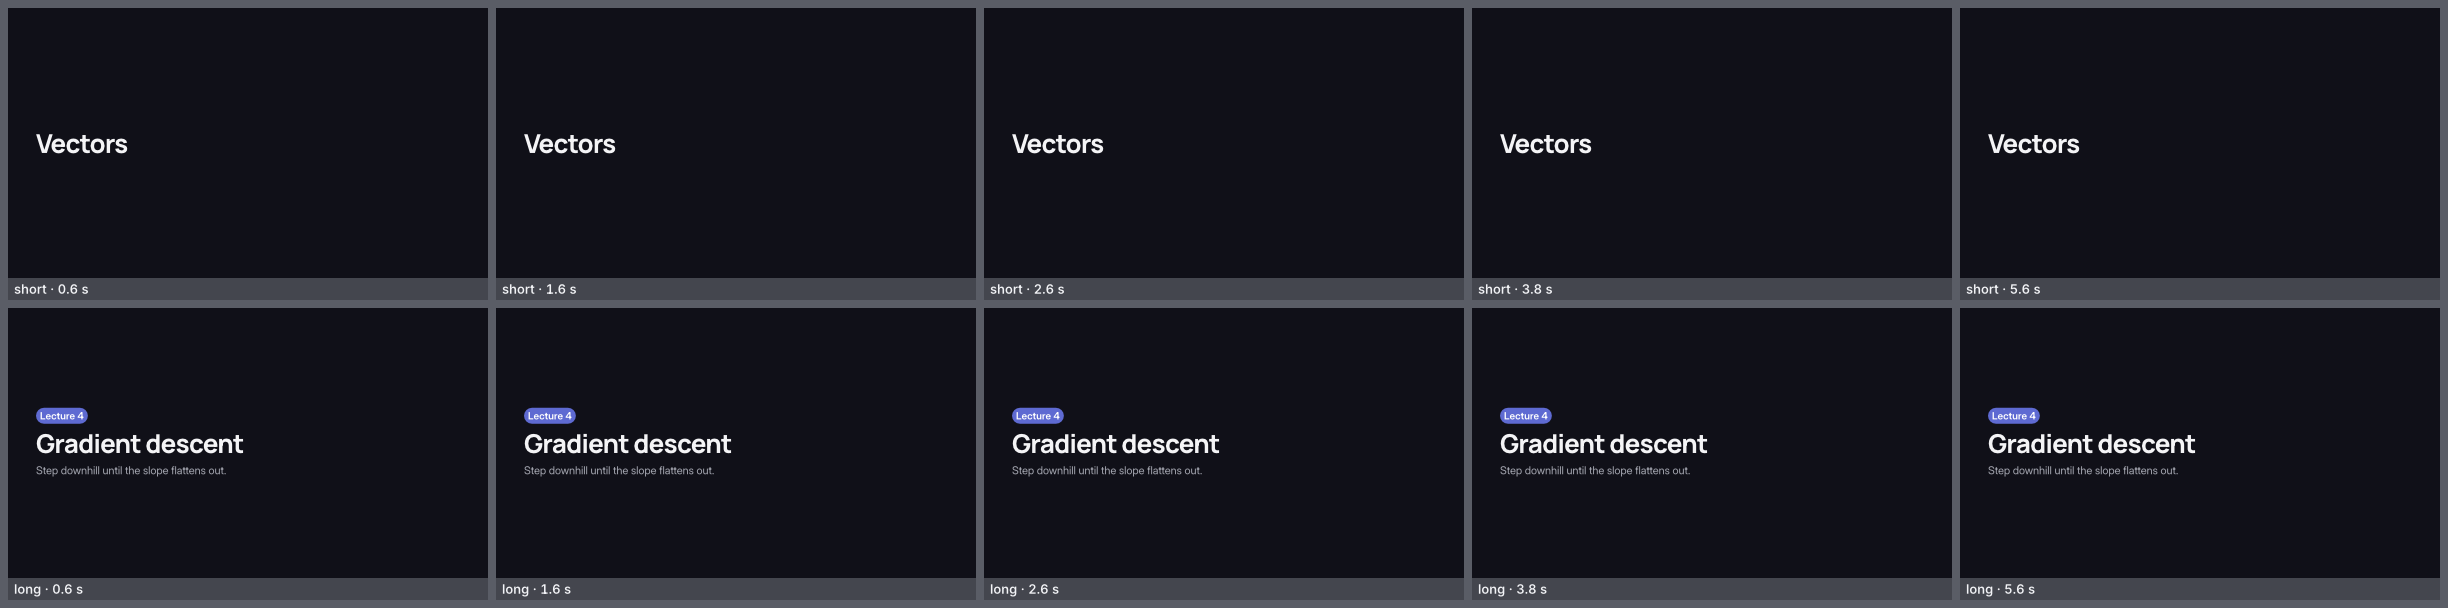 Vectors
Vectors
Vectors
Vectors
Vectors
short · 0.6 s
short · 1.6 s
short · 2.6 s
short · 3.8 s
short · 5.6 s
Lecture 4
Gradient descent
Step downhill until the slope flattens out.
Lecture 4
Gradient descent
Step downhill until the slope flattens out.
Lecture 4
Gradient descent
Step downhill until the slope flattens out.
Lecture 4
Gradient descent
Step downhill until the slope flattens out.
Lecture 4
Gradient descent
Step downhill until the slope flattens out.
long · 0.6 s
long · 1.6 s
long · 2.6 s
long · 3.8 s
long · 5.6 s